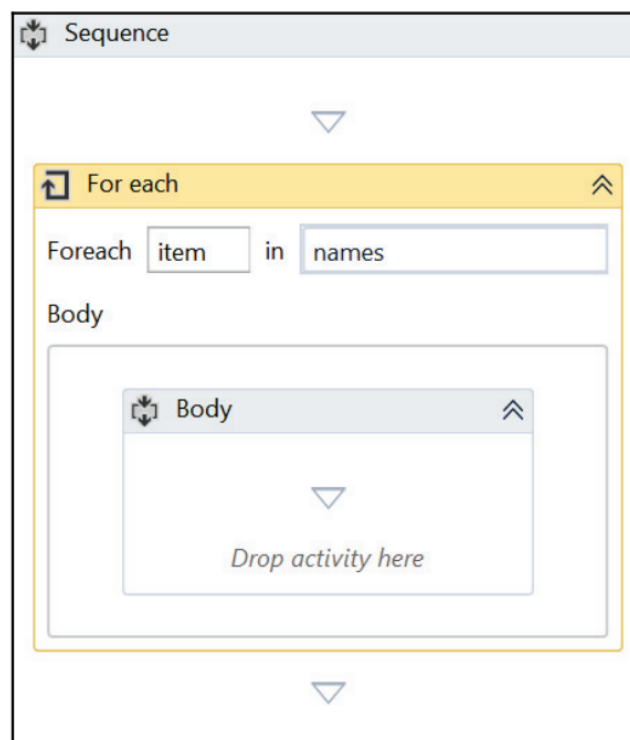 Sequence
For each
Foreach item in names
Body
Body
Drop activity here